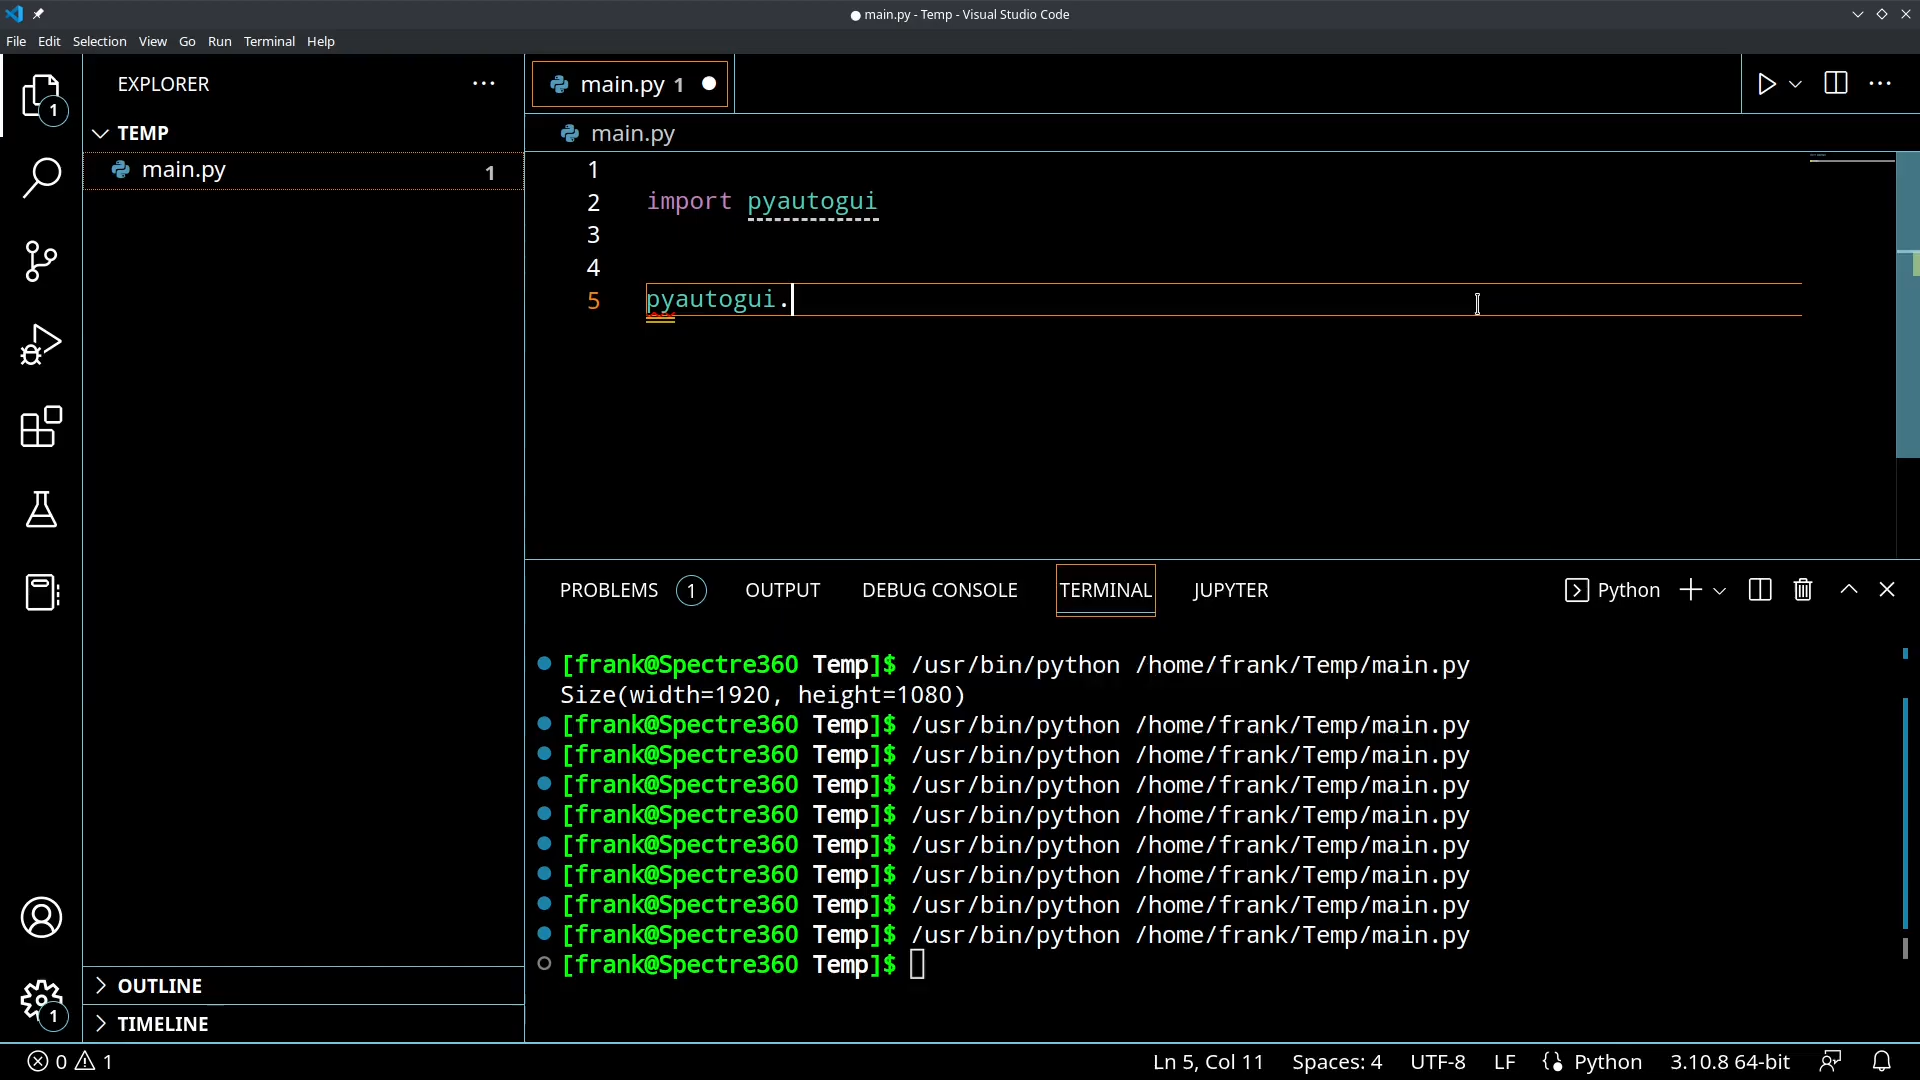 main.py - Temp - Visual Studio Code
File Edit Selection View Go Run Terminal Help
EXPLORER
main.py 1
1
TEMP
main.py
main.py 1
1
2 import pyautogui
3
4
5 pyautogui.
PROBLEMS 1 OUTPUT DEBUG CONSOLE TERMINAL JUPYTER Python
[frank@Spectre360 Temp]$ /usr/bin/python /home/frank/Temp/main.py
Size(width=1920, height=1080)
[frank@Spectre360 Temp]$ /usr/bin/python /home/frank/Temp/main.py
[frank@Spectre360 Temp]$ /usr/bin/python /home/frank/Temp/main.py
[frank@Spectre360 Temp]$ /usr/bin/python /home/frank/Temp/main.py
[frank@Spectre360 Temp]$ /usr/bin/python /home/frank/Temp/main.py
[frank@Spectre360 Temp]$ /usr/bin/python /home/frank/Temp/main.py
[frank@Spectre360 Temp]$ /usr/bin/python /home/frank/Temp/main.py
[frank@Spectre360 Temp]$ /usr/bin/python /home/frank/Temp/main.py
[frank@Spectre360 Temp]$ /usr/bin/python /home/frank/Temp/main.py
[frank@Spectre360 Temp]$
OUTLINE
1
TIMELINE
0 1 Ln 5, Col 11 Spaces: 4 UTF-8 LF Python 3.10.8 64-bit